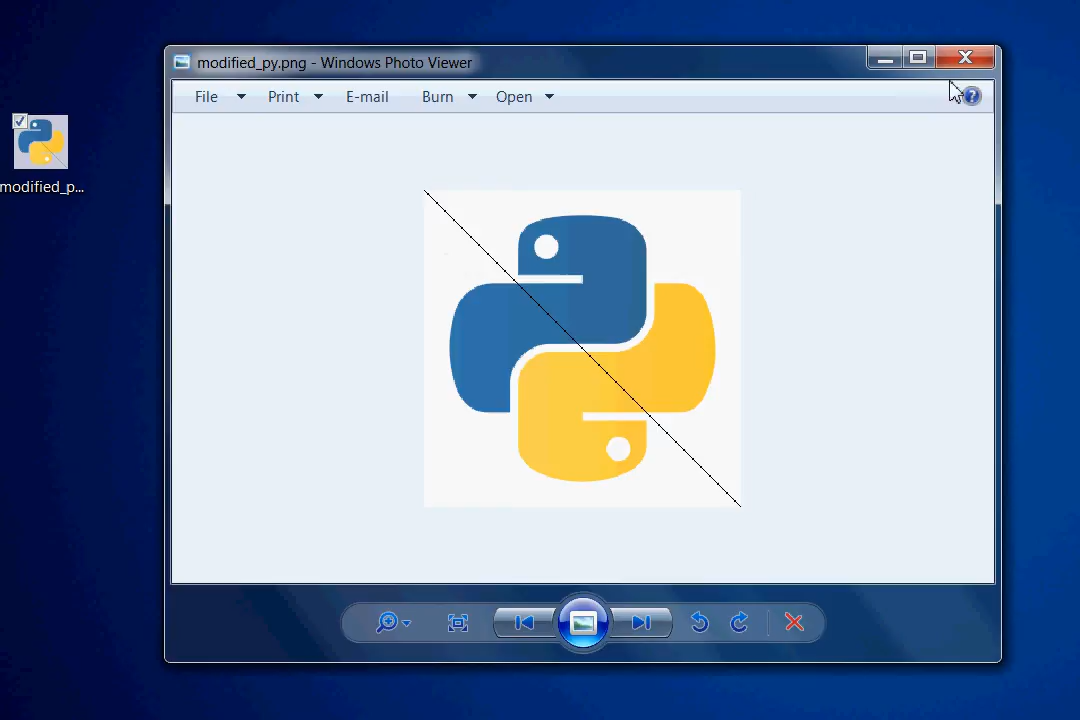 modified_py.png - Windows Photo Viewer
File Print E-mail Burn Open
modified_p...